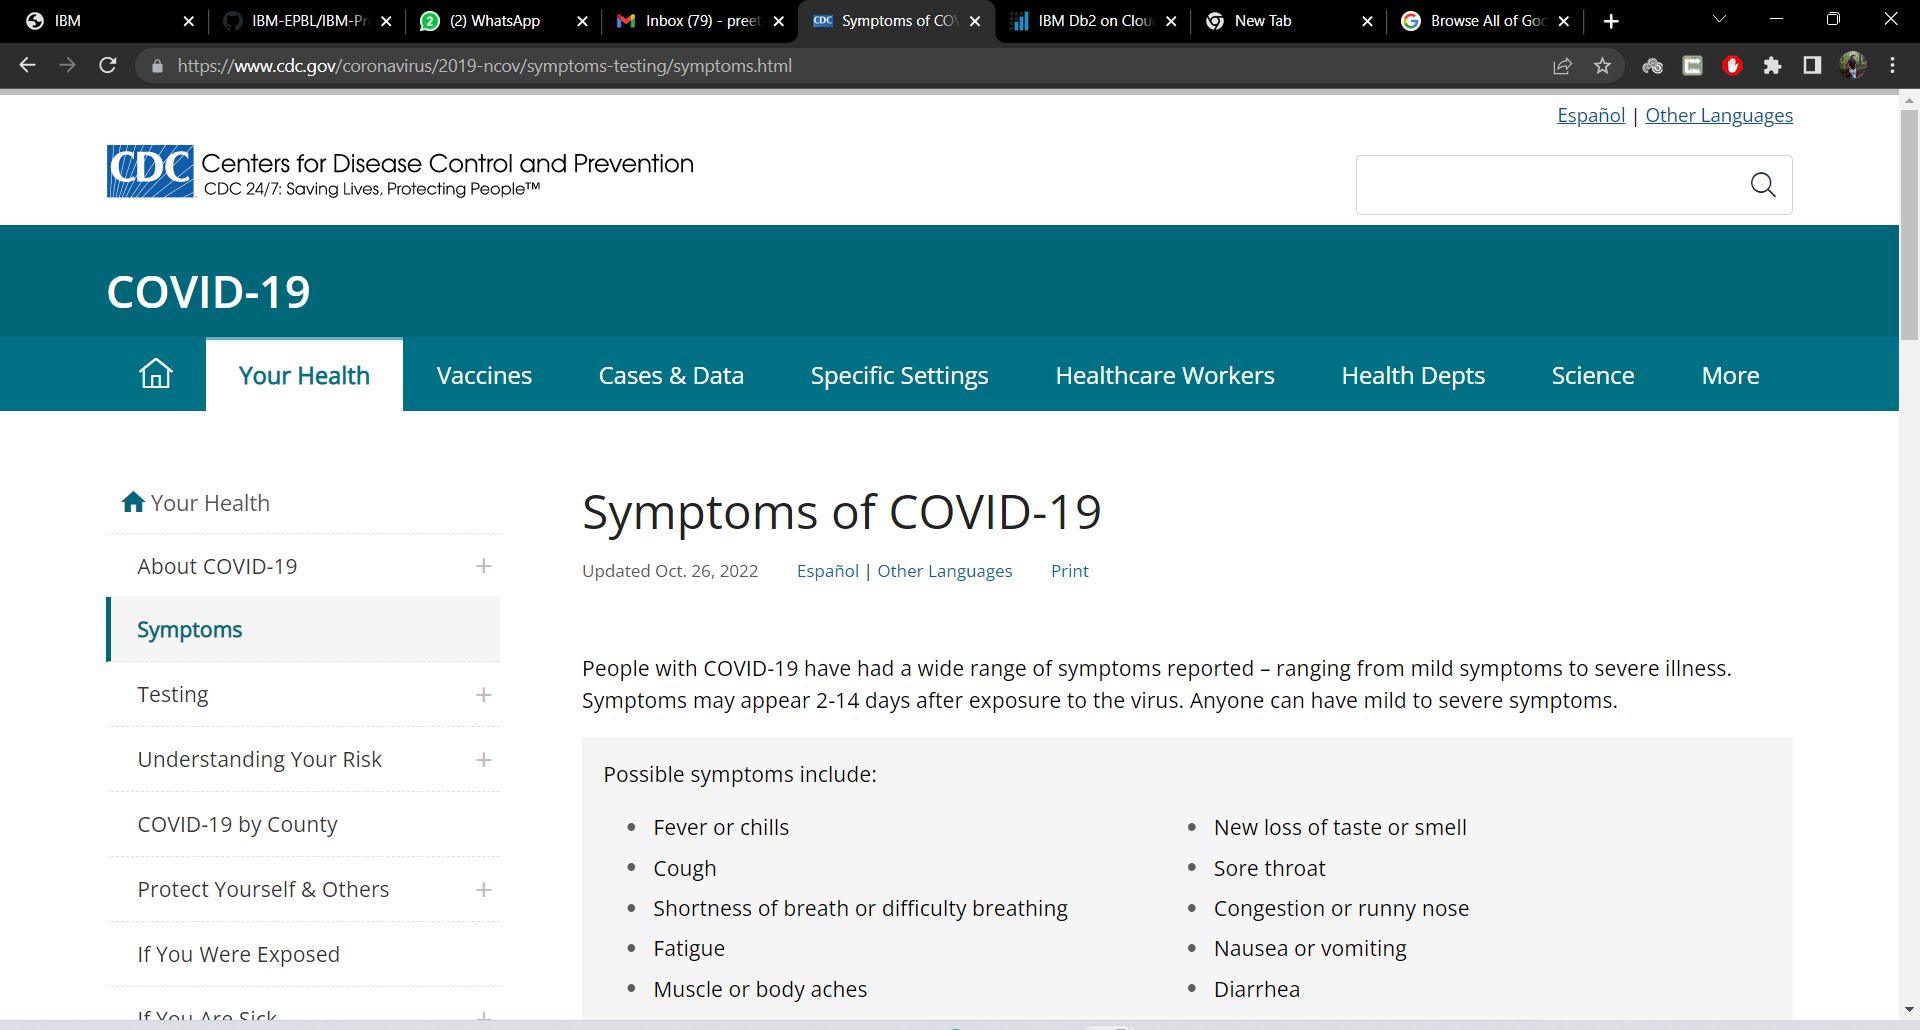 IBM
IBM-EPBL/IBM-Pr
(2) WhatsApp
Inbox (79) - preet
Symptoms of COV
IBM Db2 on Clou
New Tab
Browse All of Goo
https://www.cdc.gov/coronavirus/2019-ncov/symptoms-testing/symptoms.html
Español | Other Languages
CDC Centers for Disease Control and Prevention
CDC 24/7: Saving Lives, Protecting People™
COVID-19
Your Health Vaccines Cases & Data Specific Settings Healthcare Workers Health Depts Science More
Your Health
About COVID-19
Symptoms
Testing
Understanding Your Risk
COVID-19 by County
Protect Yourself & Others
If You Were Exposed
If You Are Sick
Symptoms of COVID-19
Updated Oct. 26, 2022 Español | Other Languages Print
People with COVID-19 have had a wide range of symptoms reported – ranging from mild symptoms to severe illness.
Symptoms may appear 2-14 days after exposure to the virus. Anyone can have mild to severe symptoms.
Possible symptoms include:
• Fever or chills
• Cough
• Shortness of breath or difficulty breathing
• Fatigue
• Muscle or body aches
• New loss of taste or smell
• Sore throat
• Congestion or runny nose
• Nausea or vomiting
• Diarrhea